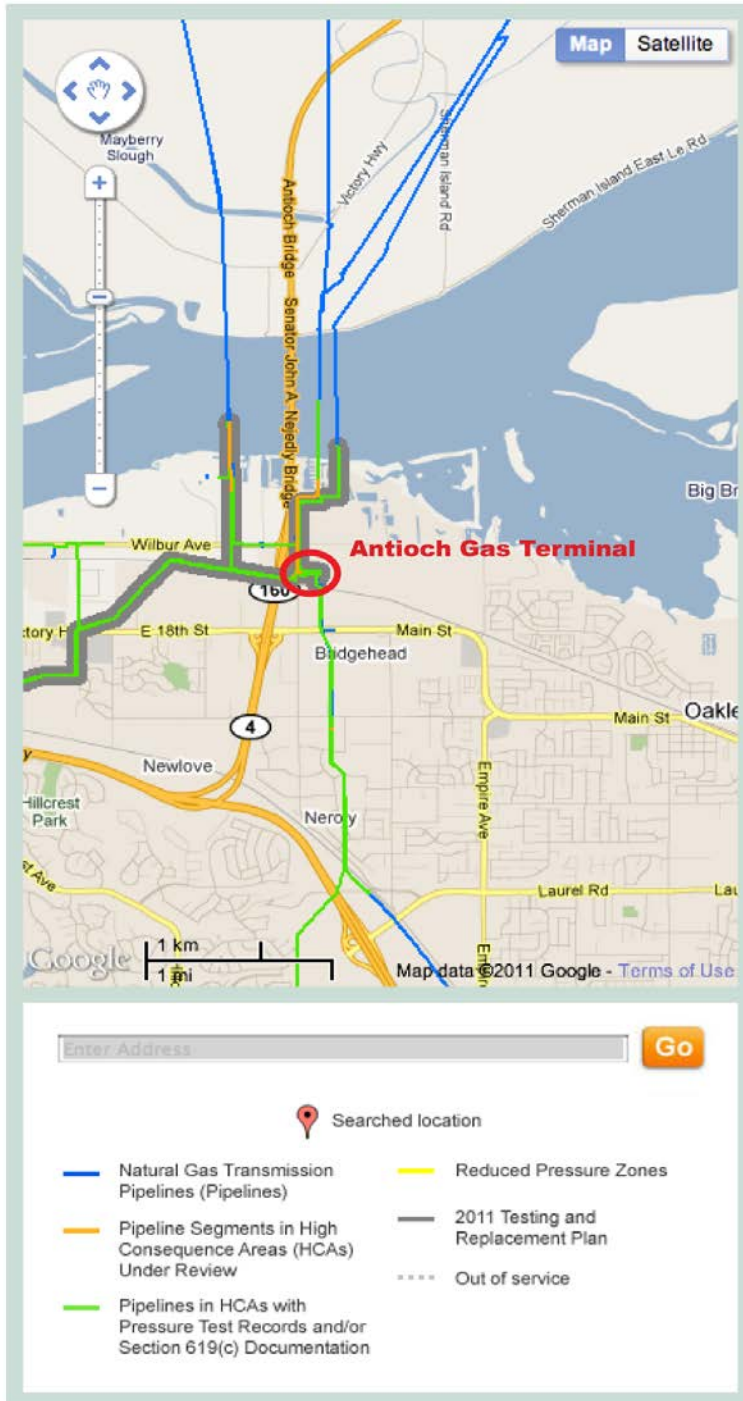 Map
Satellite
Mayberry
Slough
Antioch Bridge
Senator John A. Nejedly Bridge
Victory Hwy
Sherman Island Rd
Sherman Island East Le Rd
Big Br
Wilbur Ave
Antioch Gas Terminal
160
ctory H
E 18th St
Main St
Bridgehead
Main St
Oakle
4
y
Newlove
Empire Ave
Hillcrest
Park
Neroly
st Ave
Laurel Rd
Lau
Google
1 km
1 mi
Map data ©2011 Google - Terms of Use
Enter Address
Go
Searched location
Natural Gas Transmission
Pipelines (Pipelines)
Pipeline Segments in High
Consequence Areas (HCAs)
Under Review
Pipelines in HCAs with
Pressure Test Records and/or
Section 619(c) Documentation
Reduced Pressure Zones
2011 Testing and
Replacement Plan
Out of service